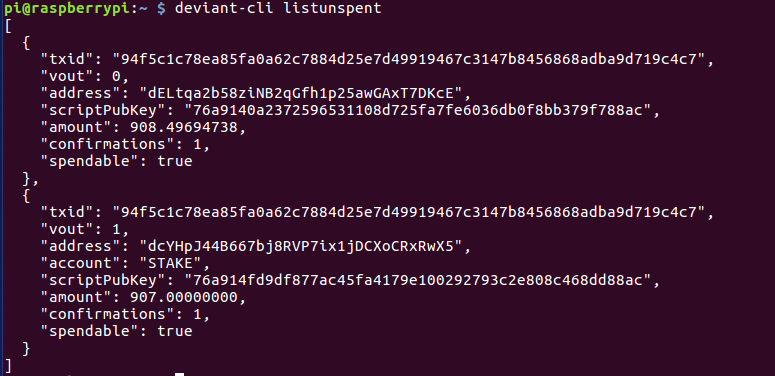 pi@raspberrypi:~ $ deviant-cli listunspent
[
  {
    "txid": "94f5c1c78ea85fa0a62c7884d25e7d49919467c3147b8456868adba9d719c4c7",
    "vout": 0,
    "address": "dELtqa2b58ziNB2qGfh1p25awGAxT7DKcE",
    "scriptPubKey": "76a9140a2372596531108d725fa7fe6036db0f8bb379f788ac",
    "amount": 908.49694738,
    "confirmations": 1,
    "spendable": true
  },
  {
    "txid": "94f5c1c78ea85fa0a62c7884d25e7d49919467c3147b8456868adba9d719c4c7",
    "vout": 1,
    "address": "dcYHpJ44B667bj8RVP7ix1jDCXoCRxRwX5",
    "account": "STAKE",
    "scriptPubKey": "76a914fd9df877ac45fa4179e100292793c2e808c468dd88ac",
    "amount": 907.00000000,
    "confirmations": 1,
    "spendable": true
  }
]